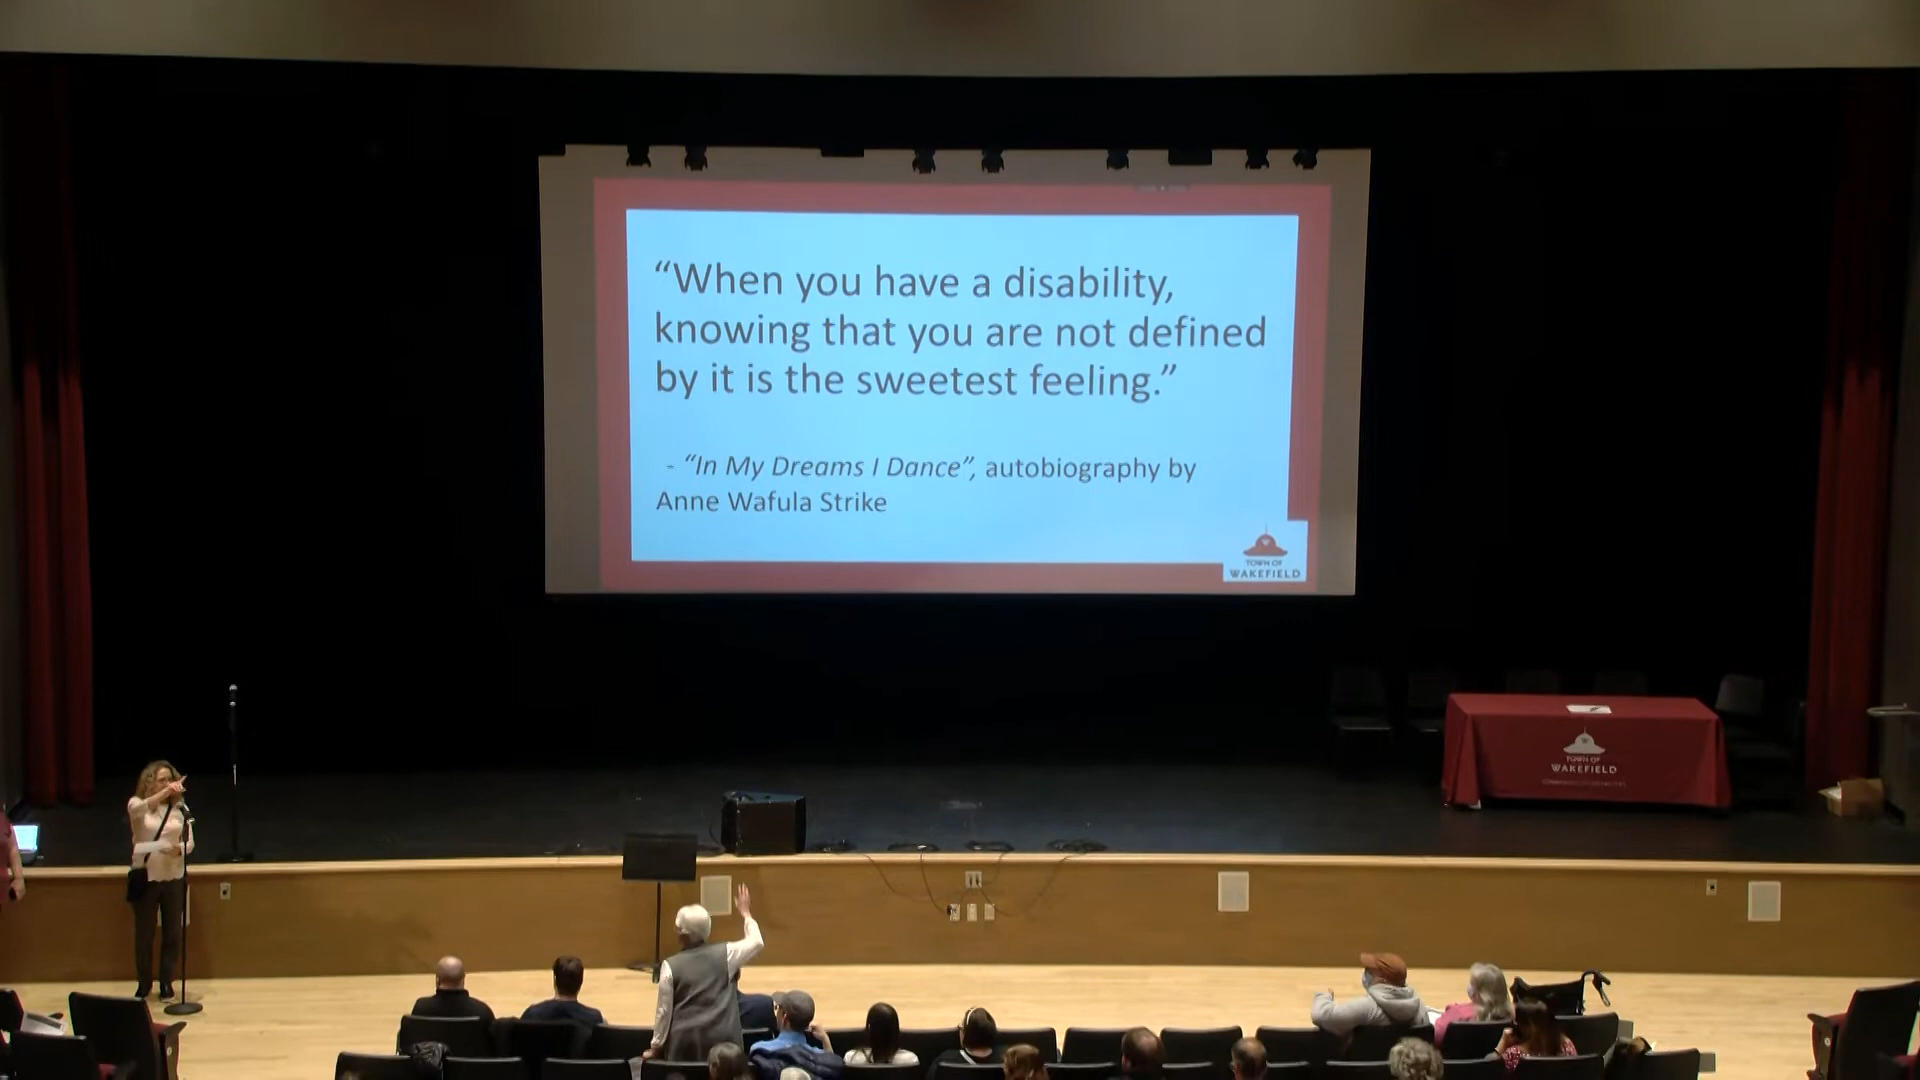 “When you have a disability,
knowing that you are not defined
by it is the sweetest feeling.”
- “In My Dreams I Dance”, autobiography by
Anne Wafula Strike
TOWN OF
WAKEFIELD
TOWN OF
WAKEFIELD